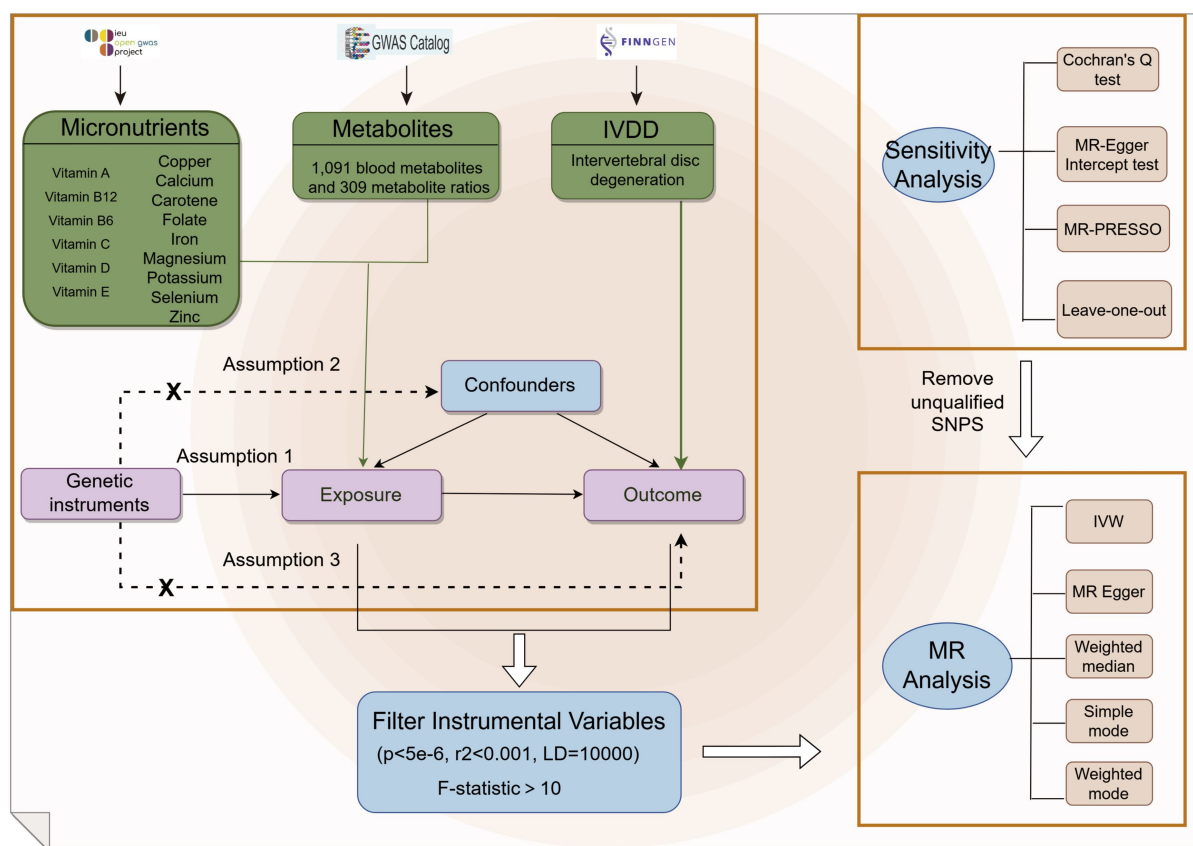 ieu
open gwas
project
GWAS Catalog
FINNGEN
Micronutrients
Vitamin A
Vitamin B12
Vitamin B6
Vitamin C
Vitamin D
Vitamin E
Copper
Calcium
Carotene
Folate
Iron
Magnesium
Potassium
Selenium
Zinc
Metabolites
1,091 blood metabolites
and 309 metabolite ratios
IVDD
Intervertebral disc
degeneration
Assumption 2
X
Confounders
Assumption 1
Genetic
instruments
Exposure
Outcome
Assumption 3
X
Filter Instrumental Variables
(p<5e-6, r2<0.001, LD=10000)
F-statistic > 10
Sensitivity
Analysis
Cochran's Q
test
MR-Egger
Intercept test
MR-PRESSO
Leave-one-out
Remove
unqualified
SNPS
MR
Analysis
IVW
MR Egger
Weighted
median
Simple
mode
Weighted
mode